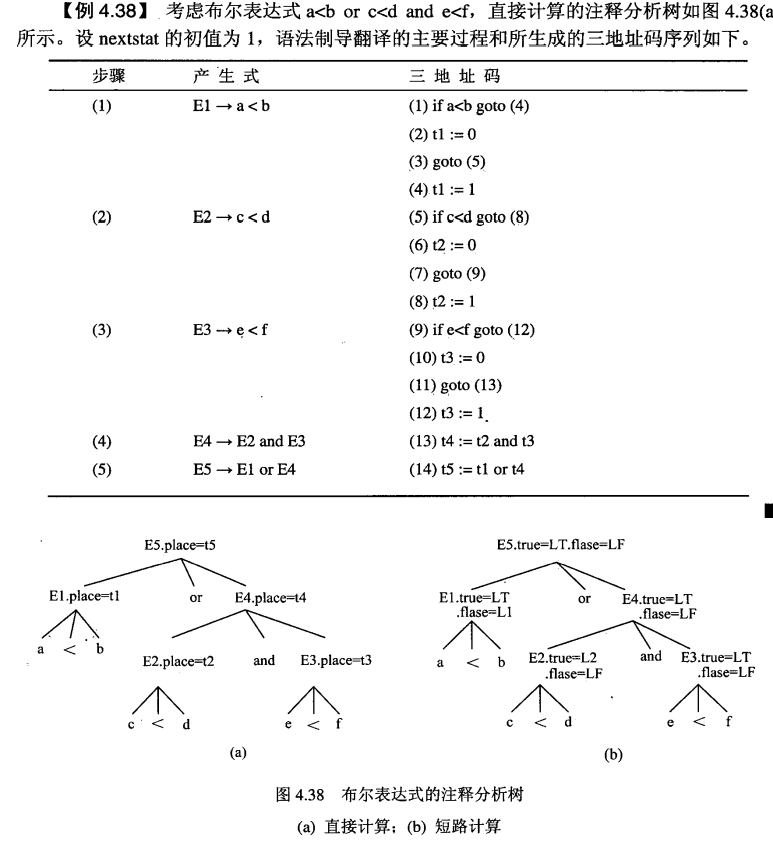 【例 4.38】 考虑布尔表达式 a<b or c<d and e<f，直接计算的注释分析树如图 4.38(a
所示。设 nextstat 的初值为 1，语法制导翻译的主要过程和所生成的三地址码序列如下。
步骤 产 生 式 三 地 址 码
(1) E1 → a < b (1) if a<b goto (4)
(2) t1 := 0
(3) goto (5)
(4) t1 := 1
(2) E2 → c < d (5) if c<d goto (8)
(6) t2 := 0
(7) goto (9)
(8) t2 := 1
(3) E3 → e < f (9) if e<f goto (12)
(10) t3 := 0
(11) goto (13)
(12) t3 := 1
(4) E4 → E2 and E3 (13) t4 := t2 and t3
(5) E5 → E1 or E4 (14) t5 := t1 or t4
E5.place=t5
E1.place=t1 or E4.place=t4
a < b
E2.place=t2 and E3.place=t3
c < d e < f
(a)
E5.true=LT.flase=LF
E1.true=LT or E4.true=LT
.flase=L1 .flase=LF
a < b E2.true=L2 and E3.true=LT
.flase=LF .flase=LF
c < d e < f
(b)
图 4.38 布尔表达式的注释分析树
(a) 直接计算；(b) 短路计算